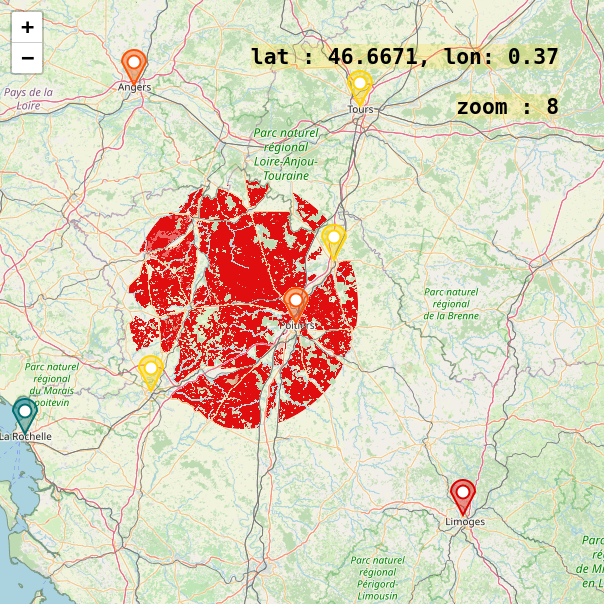 +
lat : 46.6671, lon: 0.37
−
Angers
Pays de la
Loire
Tours
zoom : 8
Parc naturel
régional
Loire-Anjou-
Touraine
Parc naturel
régional
de la Brenne
Poitiers
Parc naturel
régional
du Marais
poitevin
La Rochelle
Limoges
Parc naturel
régional
Périgord-
Limousin
Parc
de Mi
en L